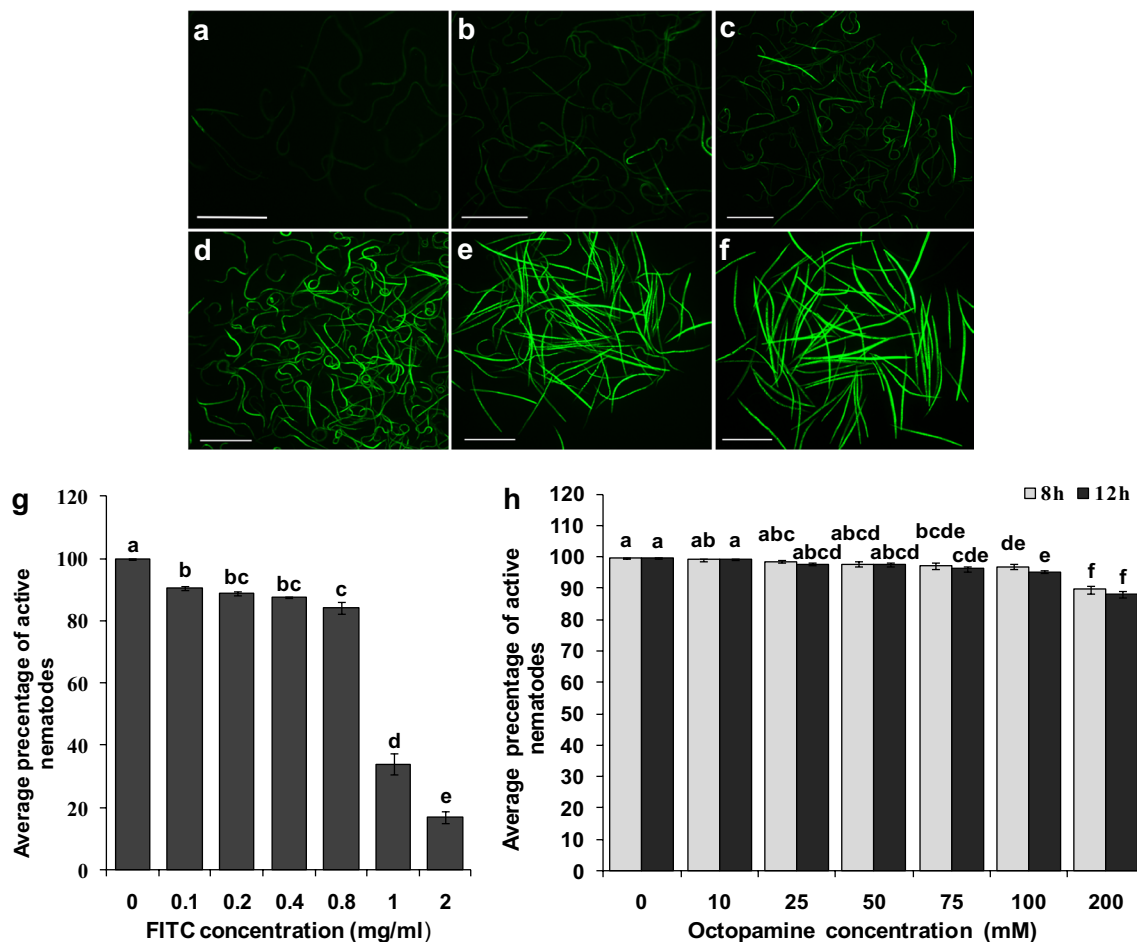 a
b
c
d
e
f
g
120
100
80
60
40
20
0
a
b
bc
bc
c
d
e
0 0.1 0.2 0.4 0.8 1 2
FITC concentration (mg/ml)
Average precentage of active
nematodes
h
8h 12h
120
110
100
90
80
70
60
50
40
30
20
10
0
a a ab a abc abcd abcd abcd bcde cde de e f f
0 10 25 50 75 100 200
Octopamine concentration (mM)
Average precentage of active
nematodes